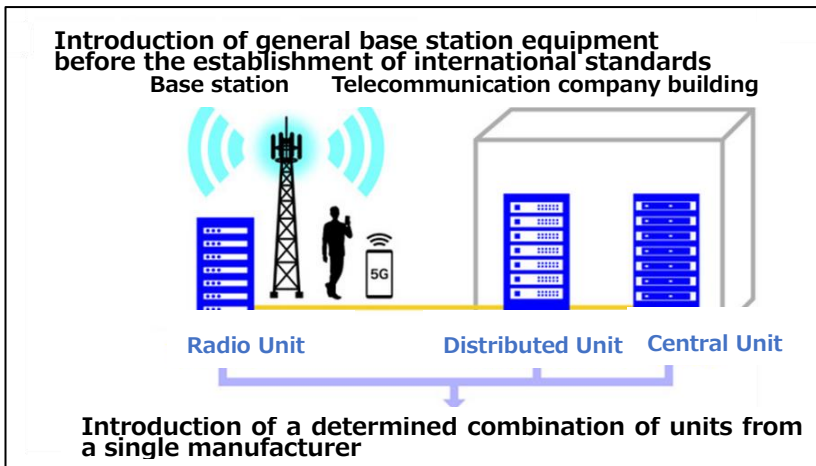 Introduction of general base station equipment
before the establishment of international standards
Base station
Telecommunication company building
5G
Radio Unit
Distributed Unit
Central Unit
Introduction of a determined combination of units from
a single manufacturer